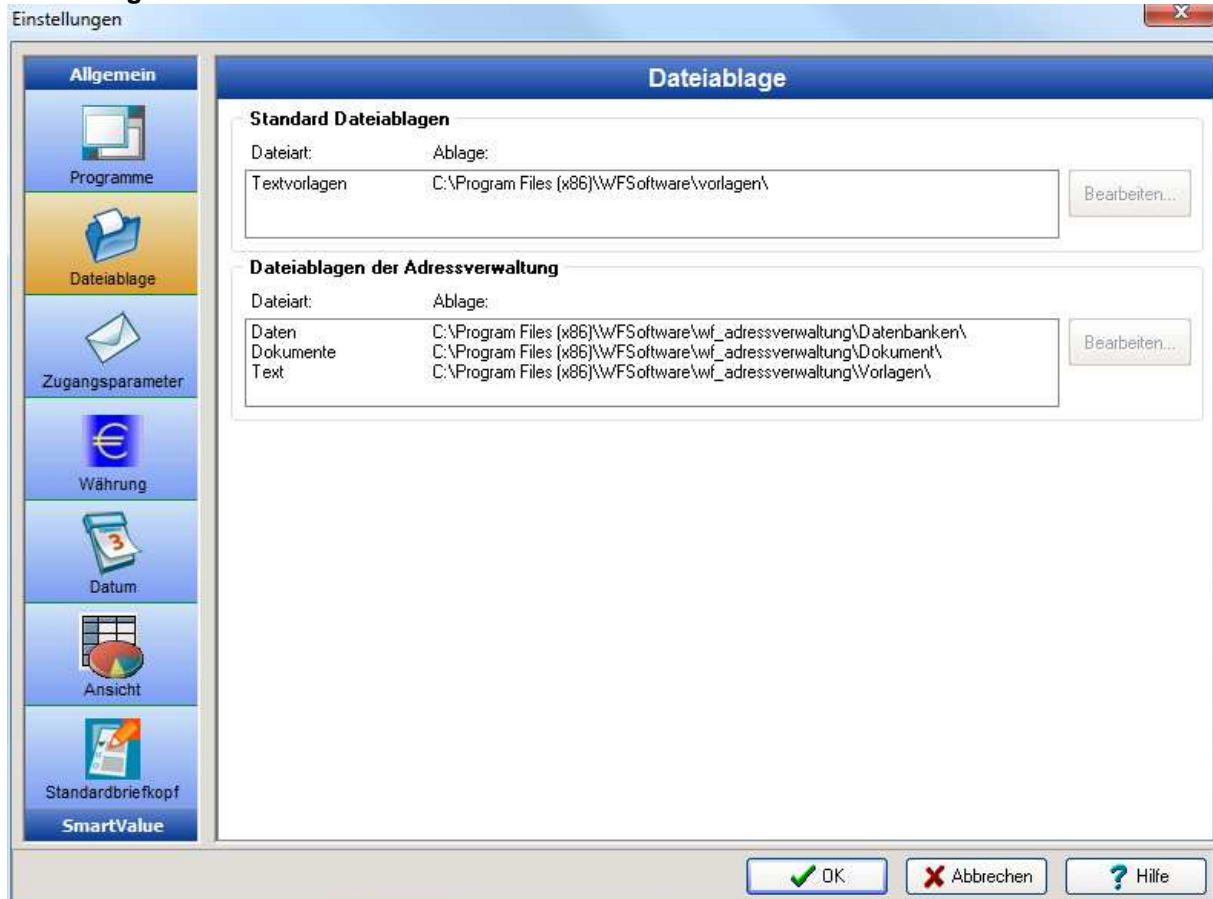 Einstellungen
Allgemein
Programme
Dateiablage
Zugangsparameter
€
Währung
3
Datum
Ansicht
Standardbriefkopf
SmartValue
Dateiablage
Standard Dateiablagen
Dateiart: Ablage:
Textvorlagen C:\Program Files (x86)\WFSoftware\vorlagen\
Bearbeiten...
Dateiablagen der Adressverwaltung
Dateiart: Ablage:
Daten C:\Program Files (x86)\WFSoftware\wf_adressverwaltung\Datenbanken\
Dokumente C:\Program Files (x86)\WFSoftware\wf_adressverwaltung\Dokument\
Text C:\Program Files (x86)\WFSoftware\wf_adressverwaltung\Vorlagen\
Bearbeiten...
OK Abbrechen ? Hilfe